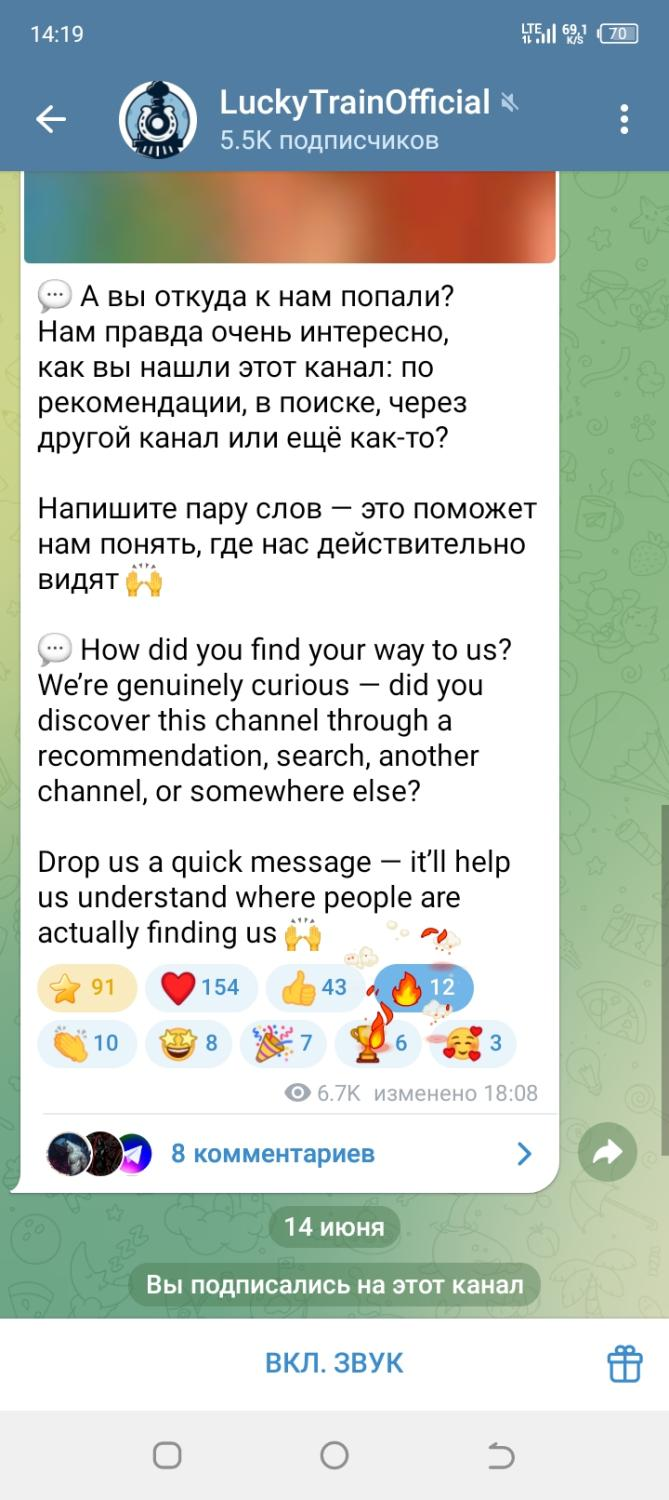 14:19
LTE 69,1 K/S 70
LuckyTrainOfficial
5.5K подписчиков
💬 А вы откуда к нам попали?
Нам правда очень интересно,
как вы нашли этот канал: по
рекомендации, в поиске, через
другой канал или ещё как-то?
Напишите пару слов — это поможет
нам понять, где нас действительно
видят 🙌
💬 How did you find your way to us?
We’re genuinely curious — did you
discover this channel through a
recommendation, search, another
channel, or somewhere else?
Drop us a quick message — it’ll help
us understand where people are
actually finding us 🙌
⭐ 91 ❤️ 154 👍 43 🔥 12
👏 10 🤩 8 🎉 7 🏆 6 🥰 3
6.7K изменено 18:08
8 комментариев
14 июня
Вы подписались на этот канал
ВКЛ. ЗВУК